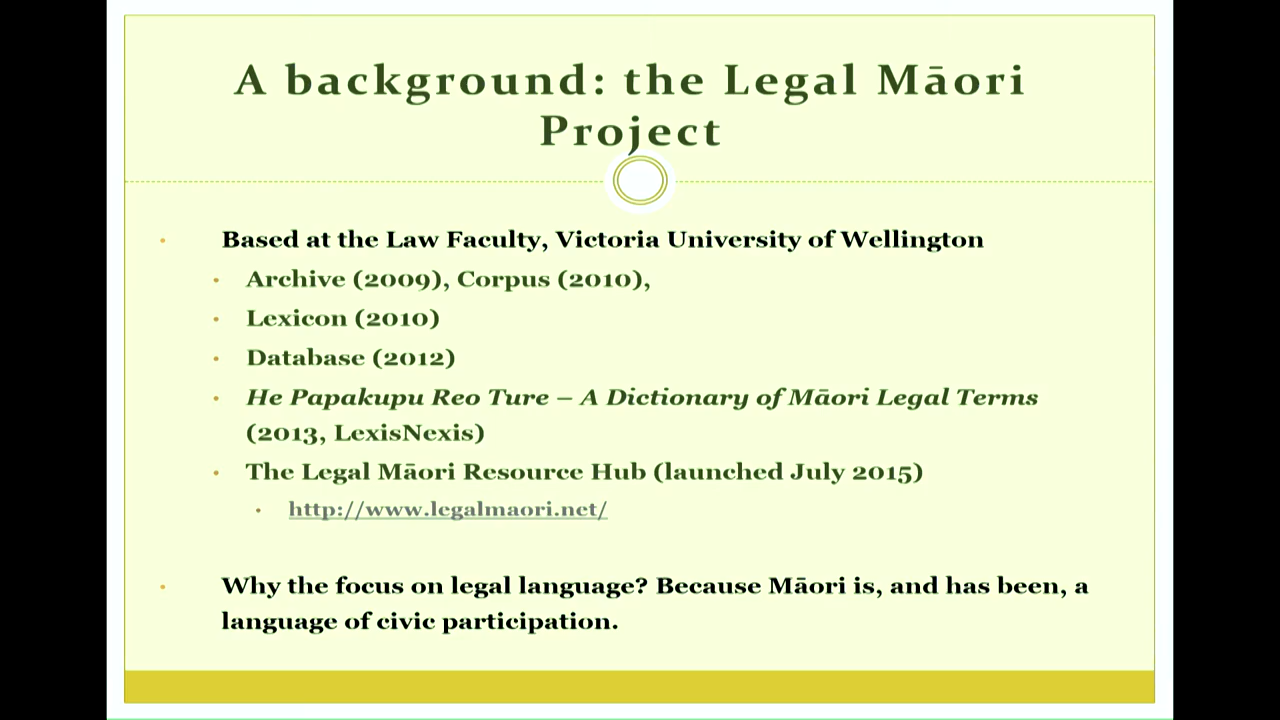 A background: the Legal Māori
Project
• Based at the Law Faculty, Victoria University of Wellington
• Archive (2009), Corpus (2010),
• Lexicon (2010)
• Database (2012)
• He Papakupu Reo Ture – A Dictionary of Māori Legal Terms
(2013, LexisNexis)
• The Legal Māori Resource Hub (launched July 2015)
• http://www.legalmaori.net/
• Why the focus on legal language? Because Māori is, and has been, a
language of civic participation.